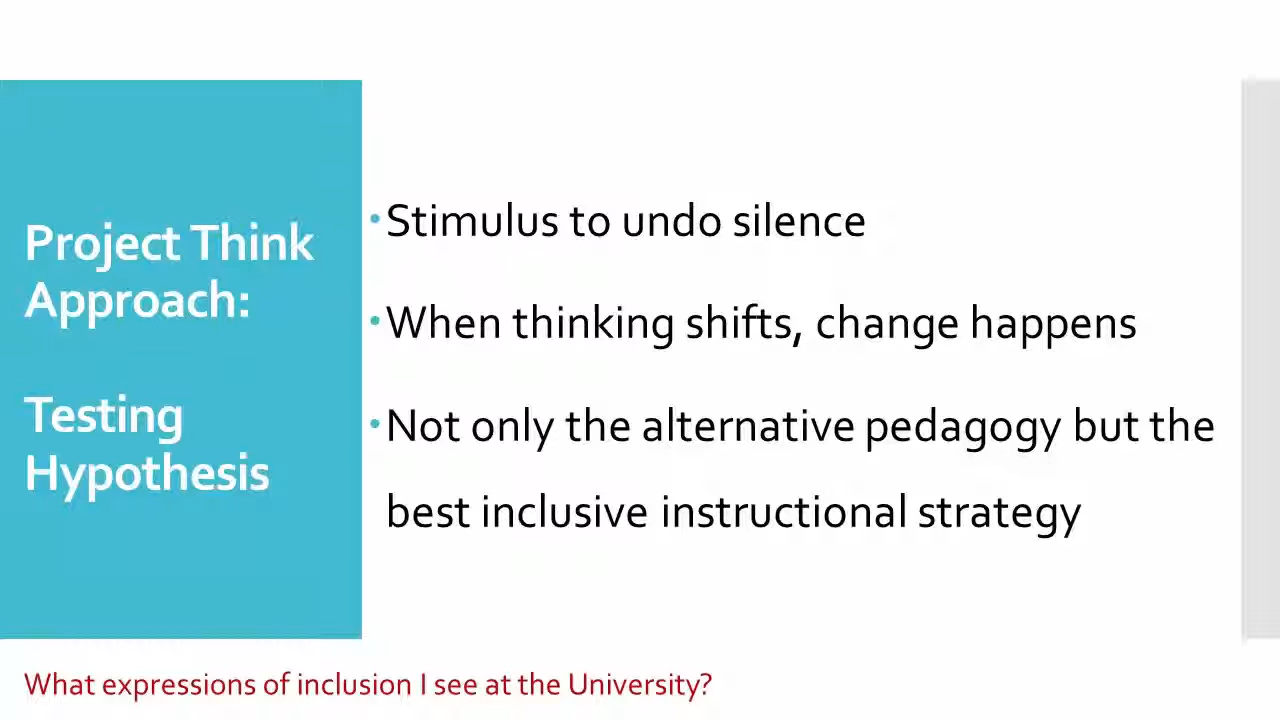 Project Think
Approach:
Testing
Hypothesis
•Stimulus to undo silence
•When thinking shifts, change happens
•Not only the alternative pedagogy but the
best inclusive instructional strategy
What expressions of inclusion I see at the University?